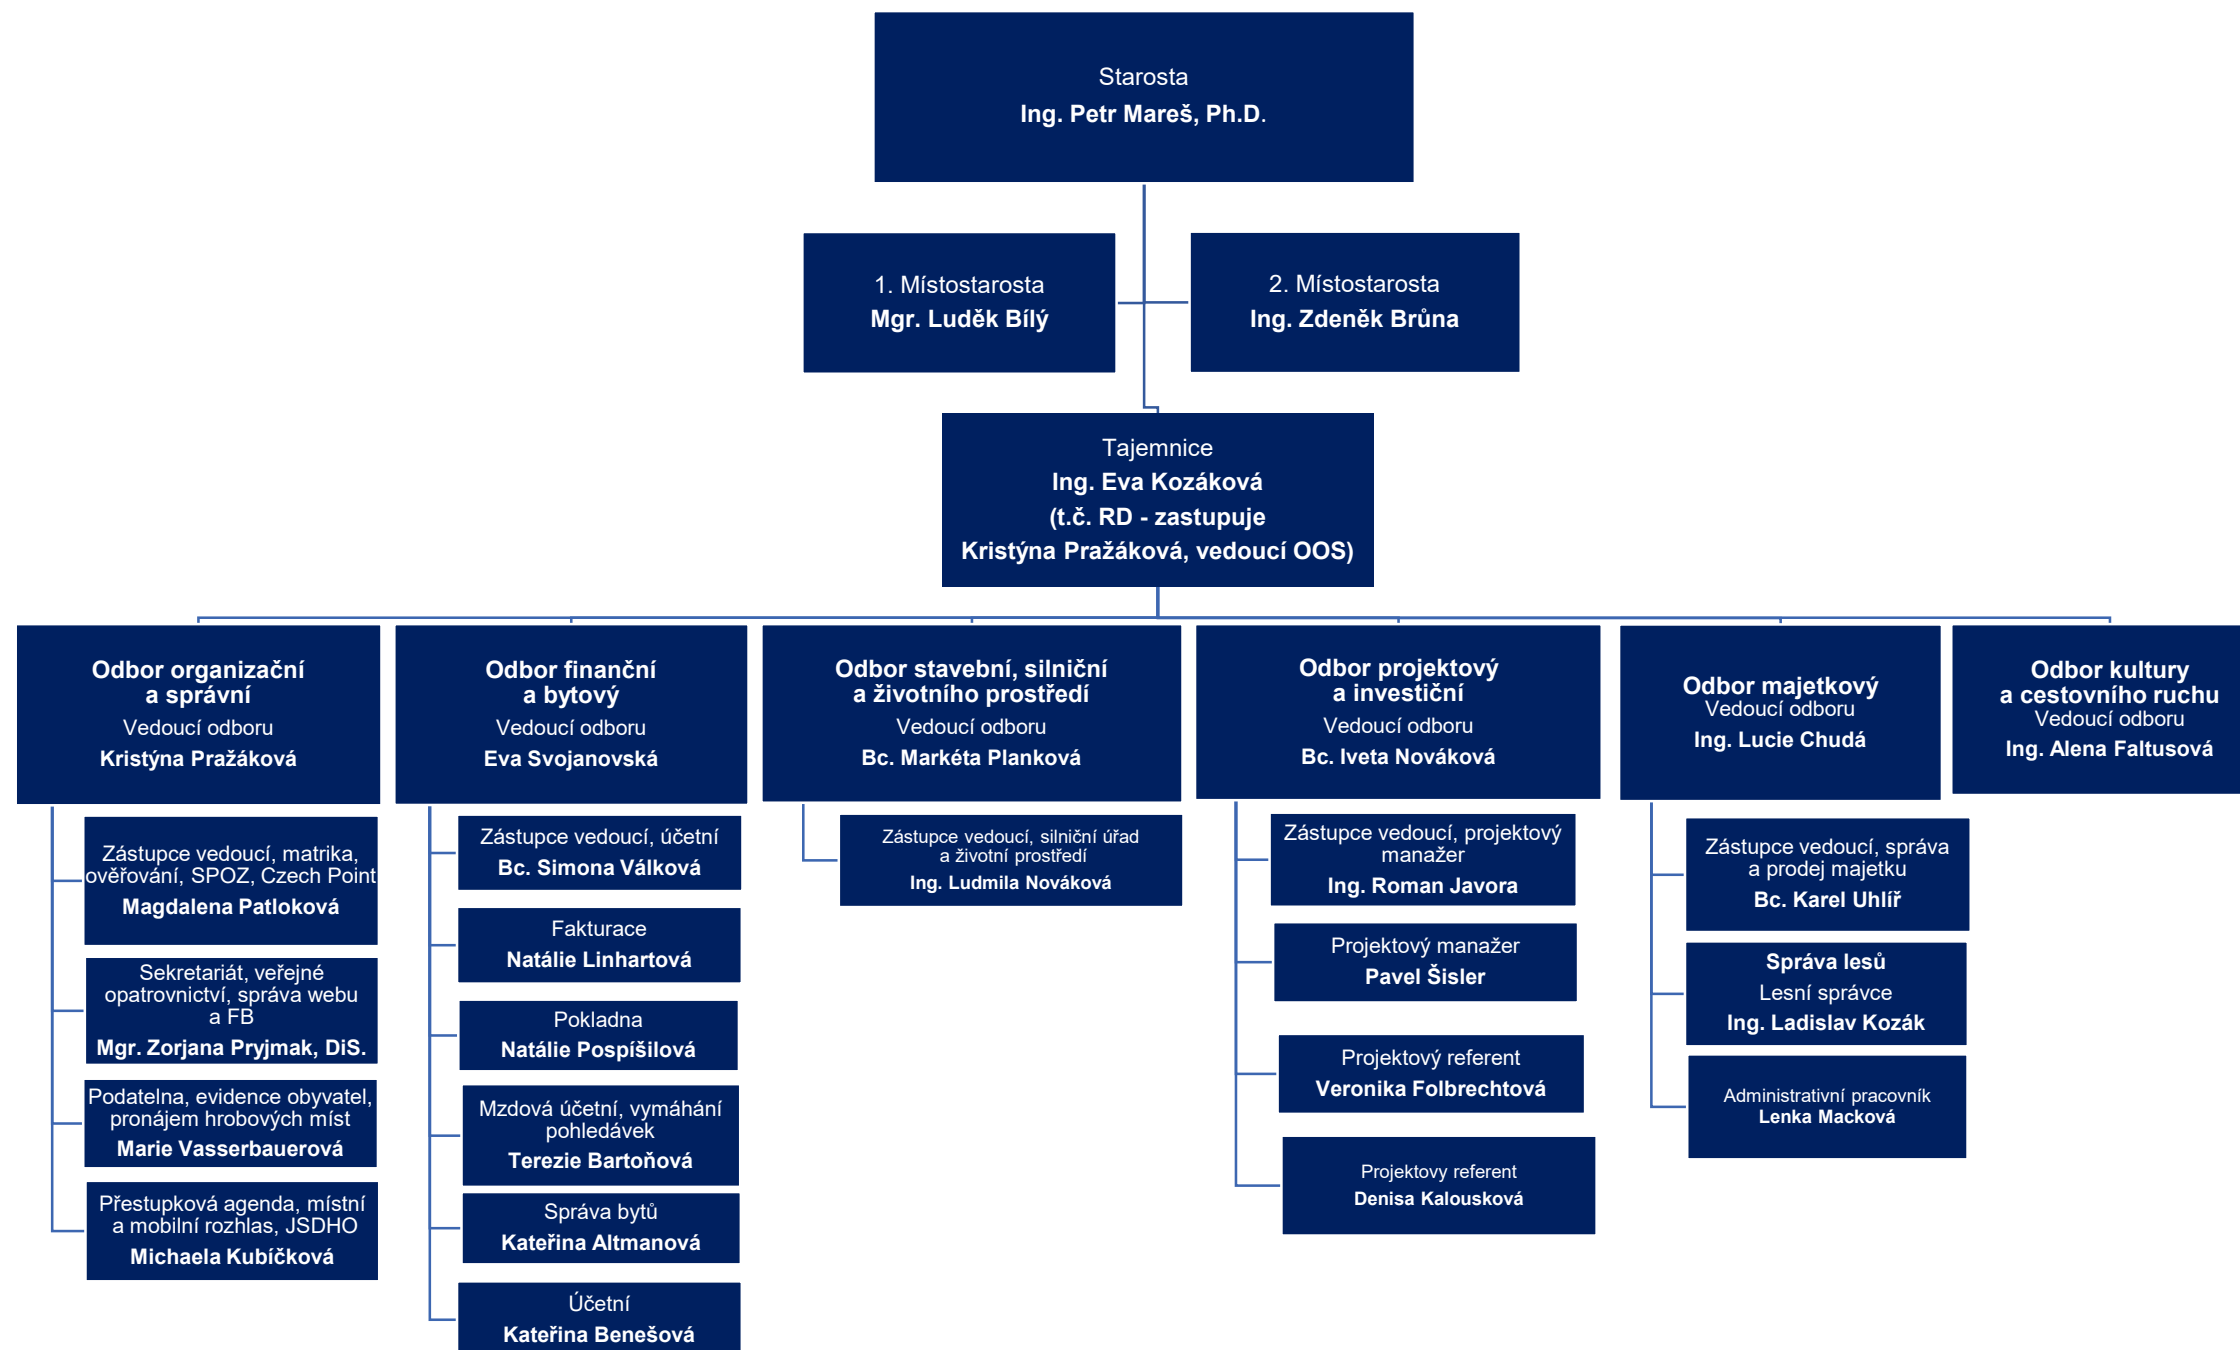 Starosta
Ing. Petr Mareš, Ph.D.
1. Místostarosta
Mgr. Luděk Bílý
2. Místostarosta
Ing. Zdeněk Brůna
Tajemnice
Ing. Eva Kozáková
(t.č. RD - zastupuje
Kristýna Pražáková, vedoucí OOS)
Odbor organizační
a správní
Vedoucí odboru
Kristýna Pražáková
Zástupce vedoucí, matrika,
ověřování, SPOZ, Czech Point
Magdalena Patloková
Sekretariát, veřejné
opatrovnictví, správa webu
a FB
Mgr. Zorjana Pryjmak, DiS.
Podatelna, evidence obyvatel,
pronájem hrobových míst
Marie Vasserbauerová
Přestupková agenda, místní
a mobilní rozhlas, JSDHO
Michaela Kubíčková
Odbor finanční
a bytový
Vedoucí odboru
Eva Svojanovská
Zástupce vedoucí, účetní
Bc. Simona Válková
Fakturace
Natálie Linhartová
Pokladna
Natálie Pospíšilová
Mzdová účetní, vymáhání
pohledávek
Terezie Bartoňová
Správa bytů
Kateřina Altmanová
Účetní
Kateřina Benešová
Odbor stavební, silniční
a životního prostředí
Vedoucí odboru
Bc. Markéta Planková
Zástupce vedoucí, silniční úřad
a životní prostředí
Ing. Ludmila Nováková
Odbor projektový
a investiční
Vedoucí odboru
Bc. Iveta Nováková
Zástupce vedoucí, projektový
manažer
Ing. Roman Javora
Projektový manažer
Pavel Šisler
Projektový referent
Veronika Folbrechtová
Projektovy referent
Denisa Kalousková
Odbor majetkový
Vedoucí odboru
Ing. Lucie Chudá
Zástupce vedoucí, správa
a prodej majetku
Bc. Karel Uhlíř
Správa lesů
Lesní správce
Ing. Ladislav Kozák
Administrativní pracovník
Lenka Macková
Odbor kultury
a cestovního ruchu
Vedoucí odboru
Ing. Alena Faltusová